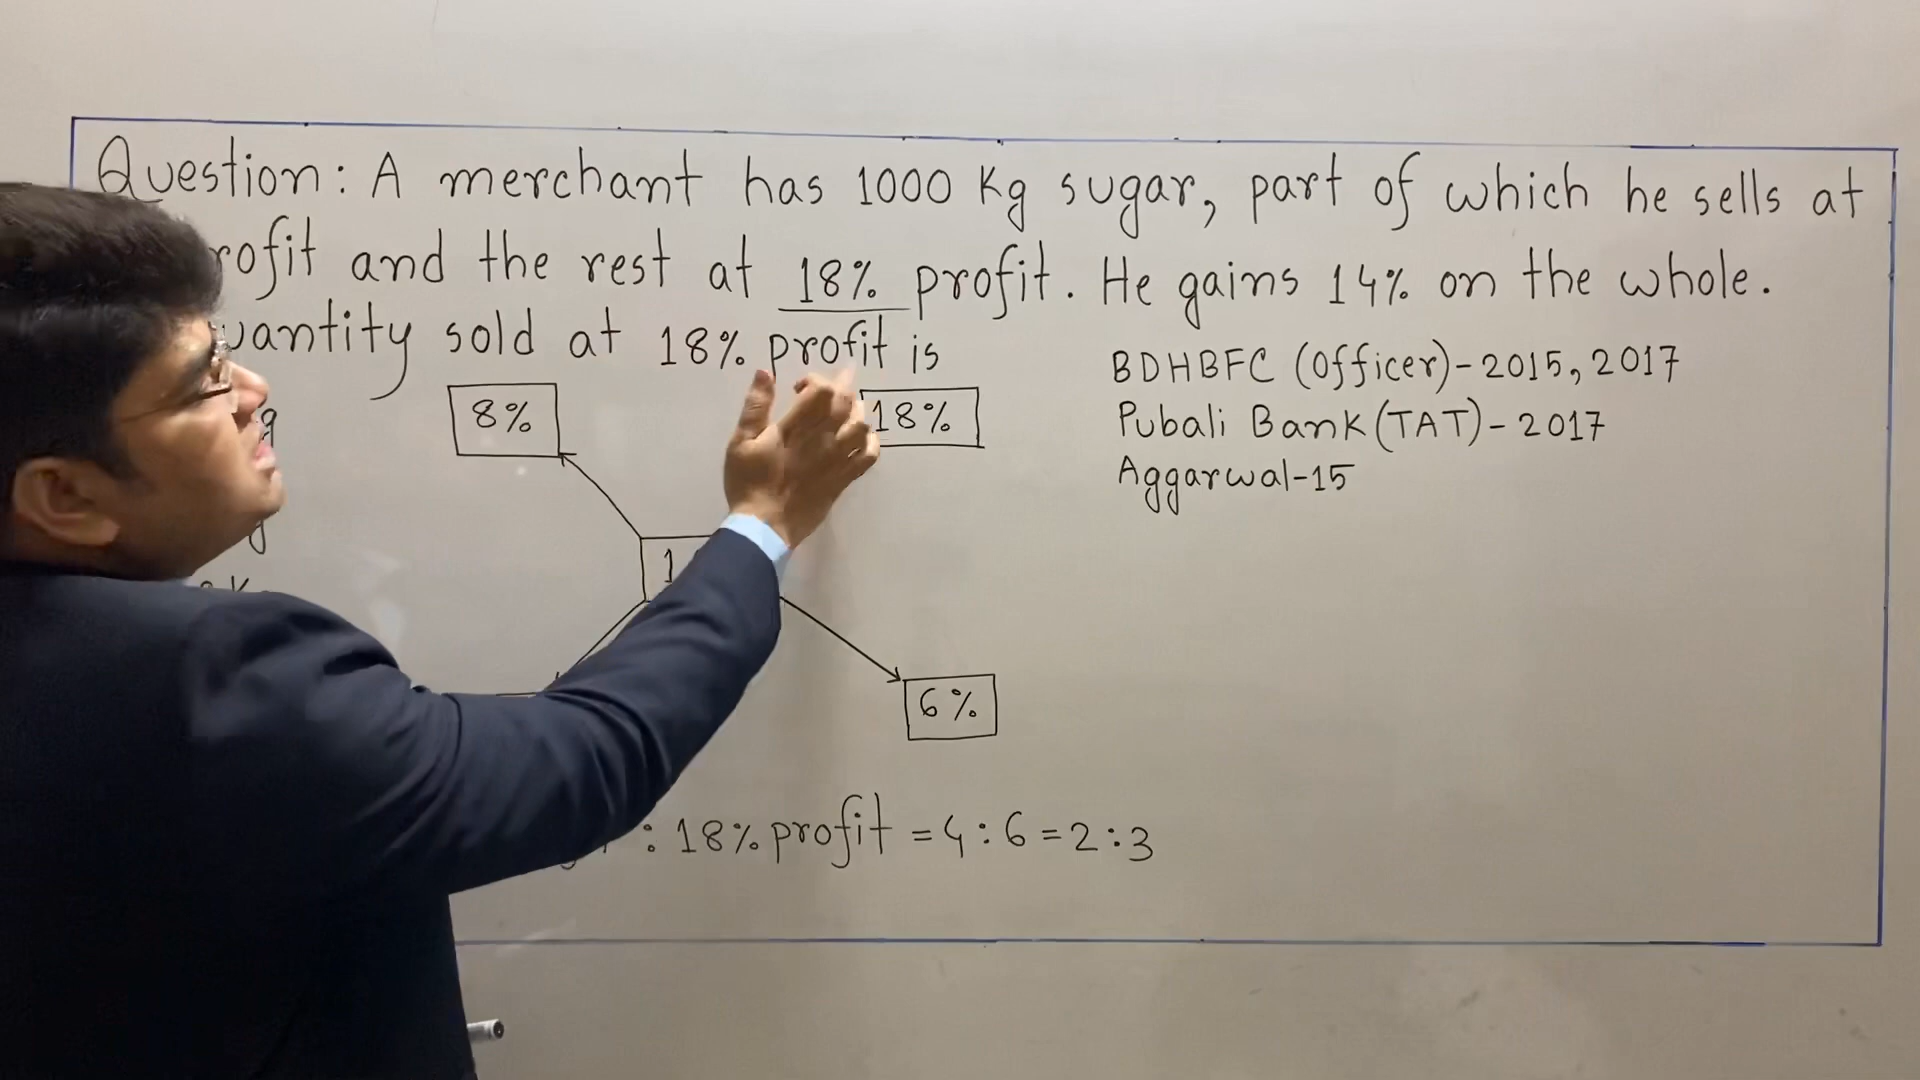 Question: A merchant has 1000 Kg sugar, part of which he sells at
profit and the rest at 18% profit. He gains 14% on the whole.
quantity sold at 18% profit is
BDHBFC (Officer)-2015, 2017
8%
18%
Pubali Bank (TAT)-2017
Aggarwal-15
6%
: 18% profit = 4:6=2:3